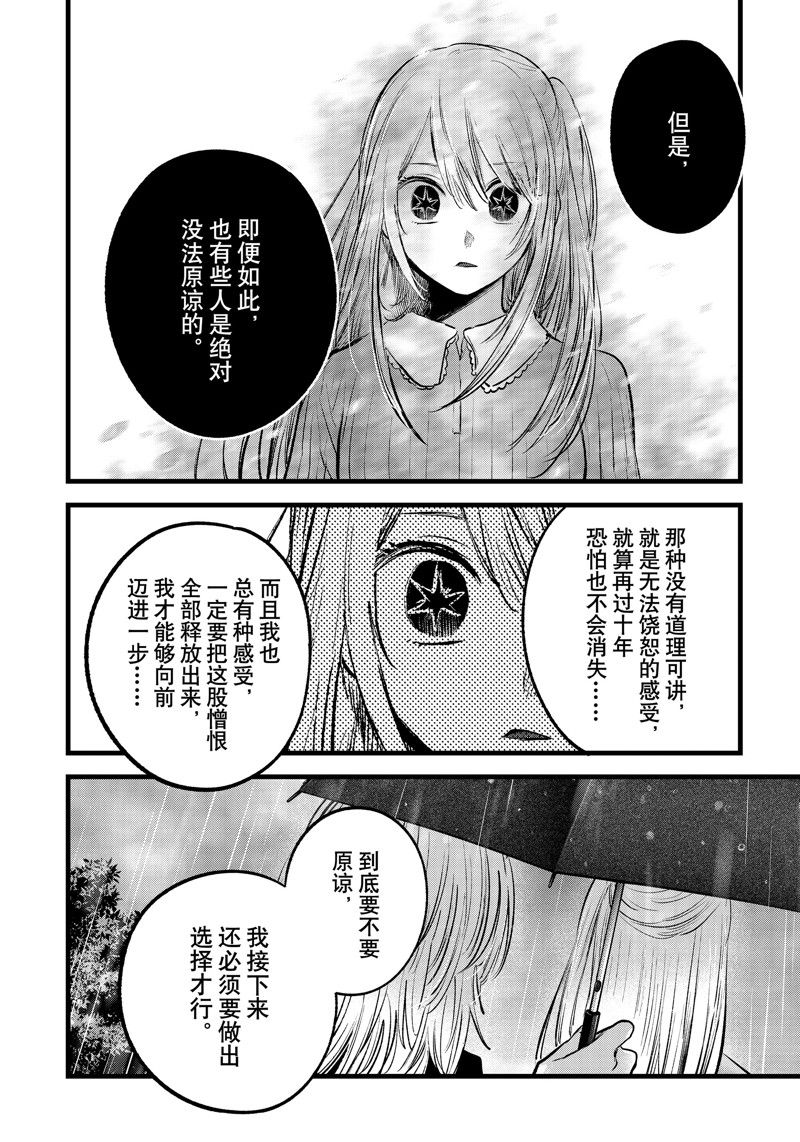 但是，
即便如此，
也有些人是绝对
没法原谅的。
那种没有道理可讲，
就是无法饶恕的感受，
就算再过十年
恐怕也不会消失……
而且我也
总有种感受，
一定要把这股憎恨
全部释放出来，
我才能够向前
迈进一步……
到底要不要
原谅，
我接下来
还必须要做出
选择才行。